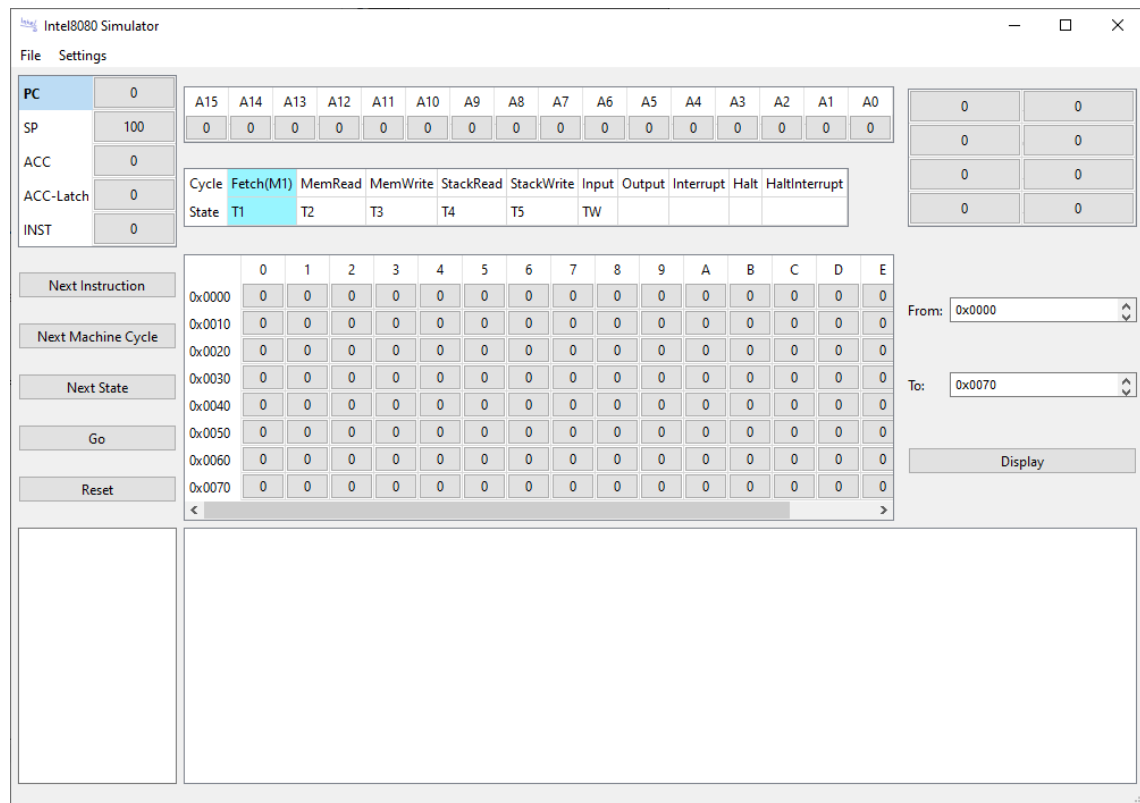 Intel8080 Simulator
File Settings
PC 0
SP 100
ACC 0
ACC-Latch 0
INST 0
A15 A14 A13 A12 A11 A10 A9 A8 A7 A6 A5 A4 A3 A2 A1 A0
0 0 0 0 0 0 0 0 0 0 0 0 0 0 0 0
Cycle Fetch(M1) MemRead MemWrite StackRead StackWrite Input Output Interrupt Halt HaltInterrupt
State T1 T2 T3 T4 T5 TW
0 0
0 0
0 0
0 0
Next Instruction
Next Machine Cycle
Next State
Go
Reset
0 1 2 3 4 5 6 7 8 9 A B C D E
0x0000 0 0 0 0 0 0 0 0 0 0 0 0 0 0 0
0x0010 0 0 0 0 0 0 0 0 0 0 0 0 0 0 0
0x0020 0 0 0 0 0 0 0 0 0 0 0 0 0 0 0
0x0030 0 0 0 0 0 0 0 0 0 0 0 0 0 0 0
0x0040 0 0 0 0 0 0 0 0 0 0 0 0 0 0 0
0x0050 0 0 0 0 0 0 0 0 0 0 0 0 0 0 0
0x0060 0 0 0 0 0 0 0 0 0 0 0 0 0 0 0
0x0070 0 0 0 0 0 0 0 0 0 0 0 0 0 0 0
From: 0x0000
To: 0x0070
Display